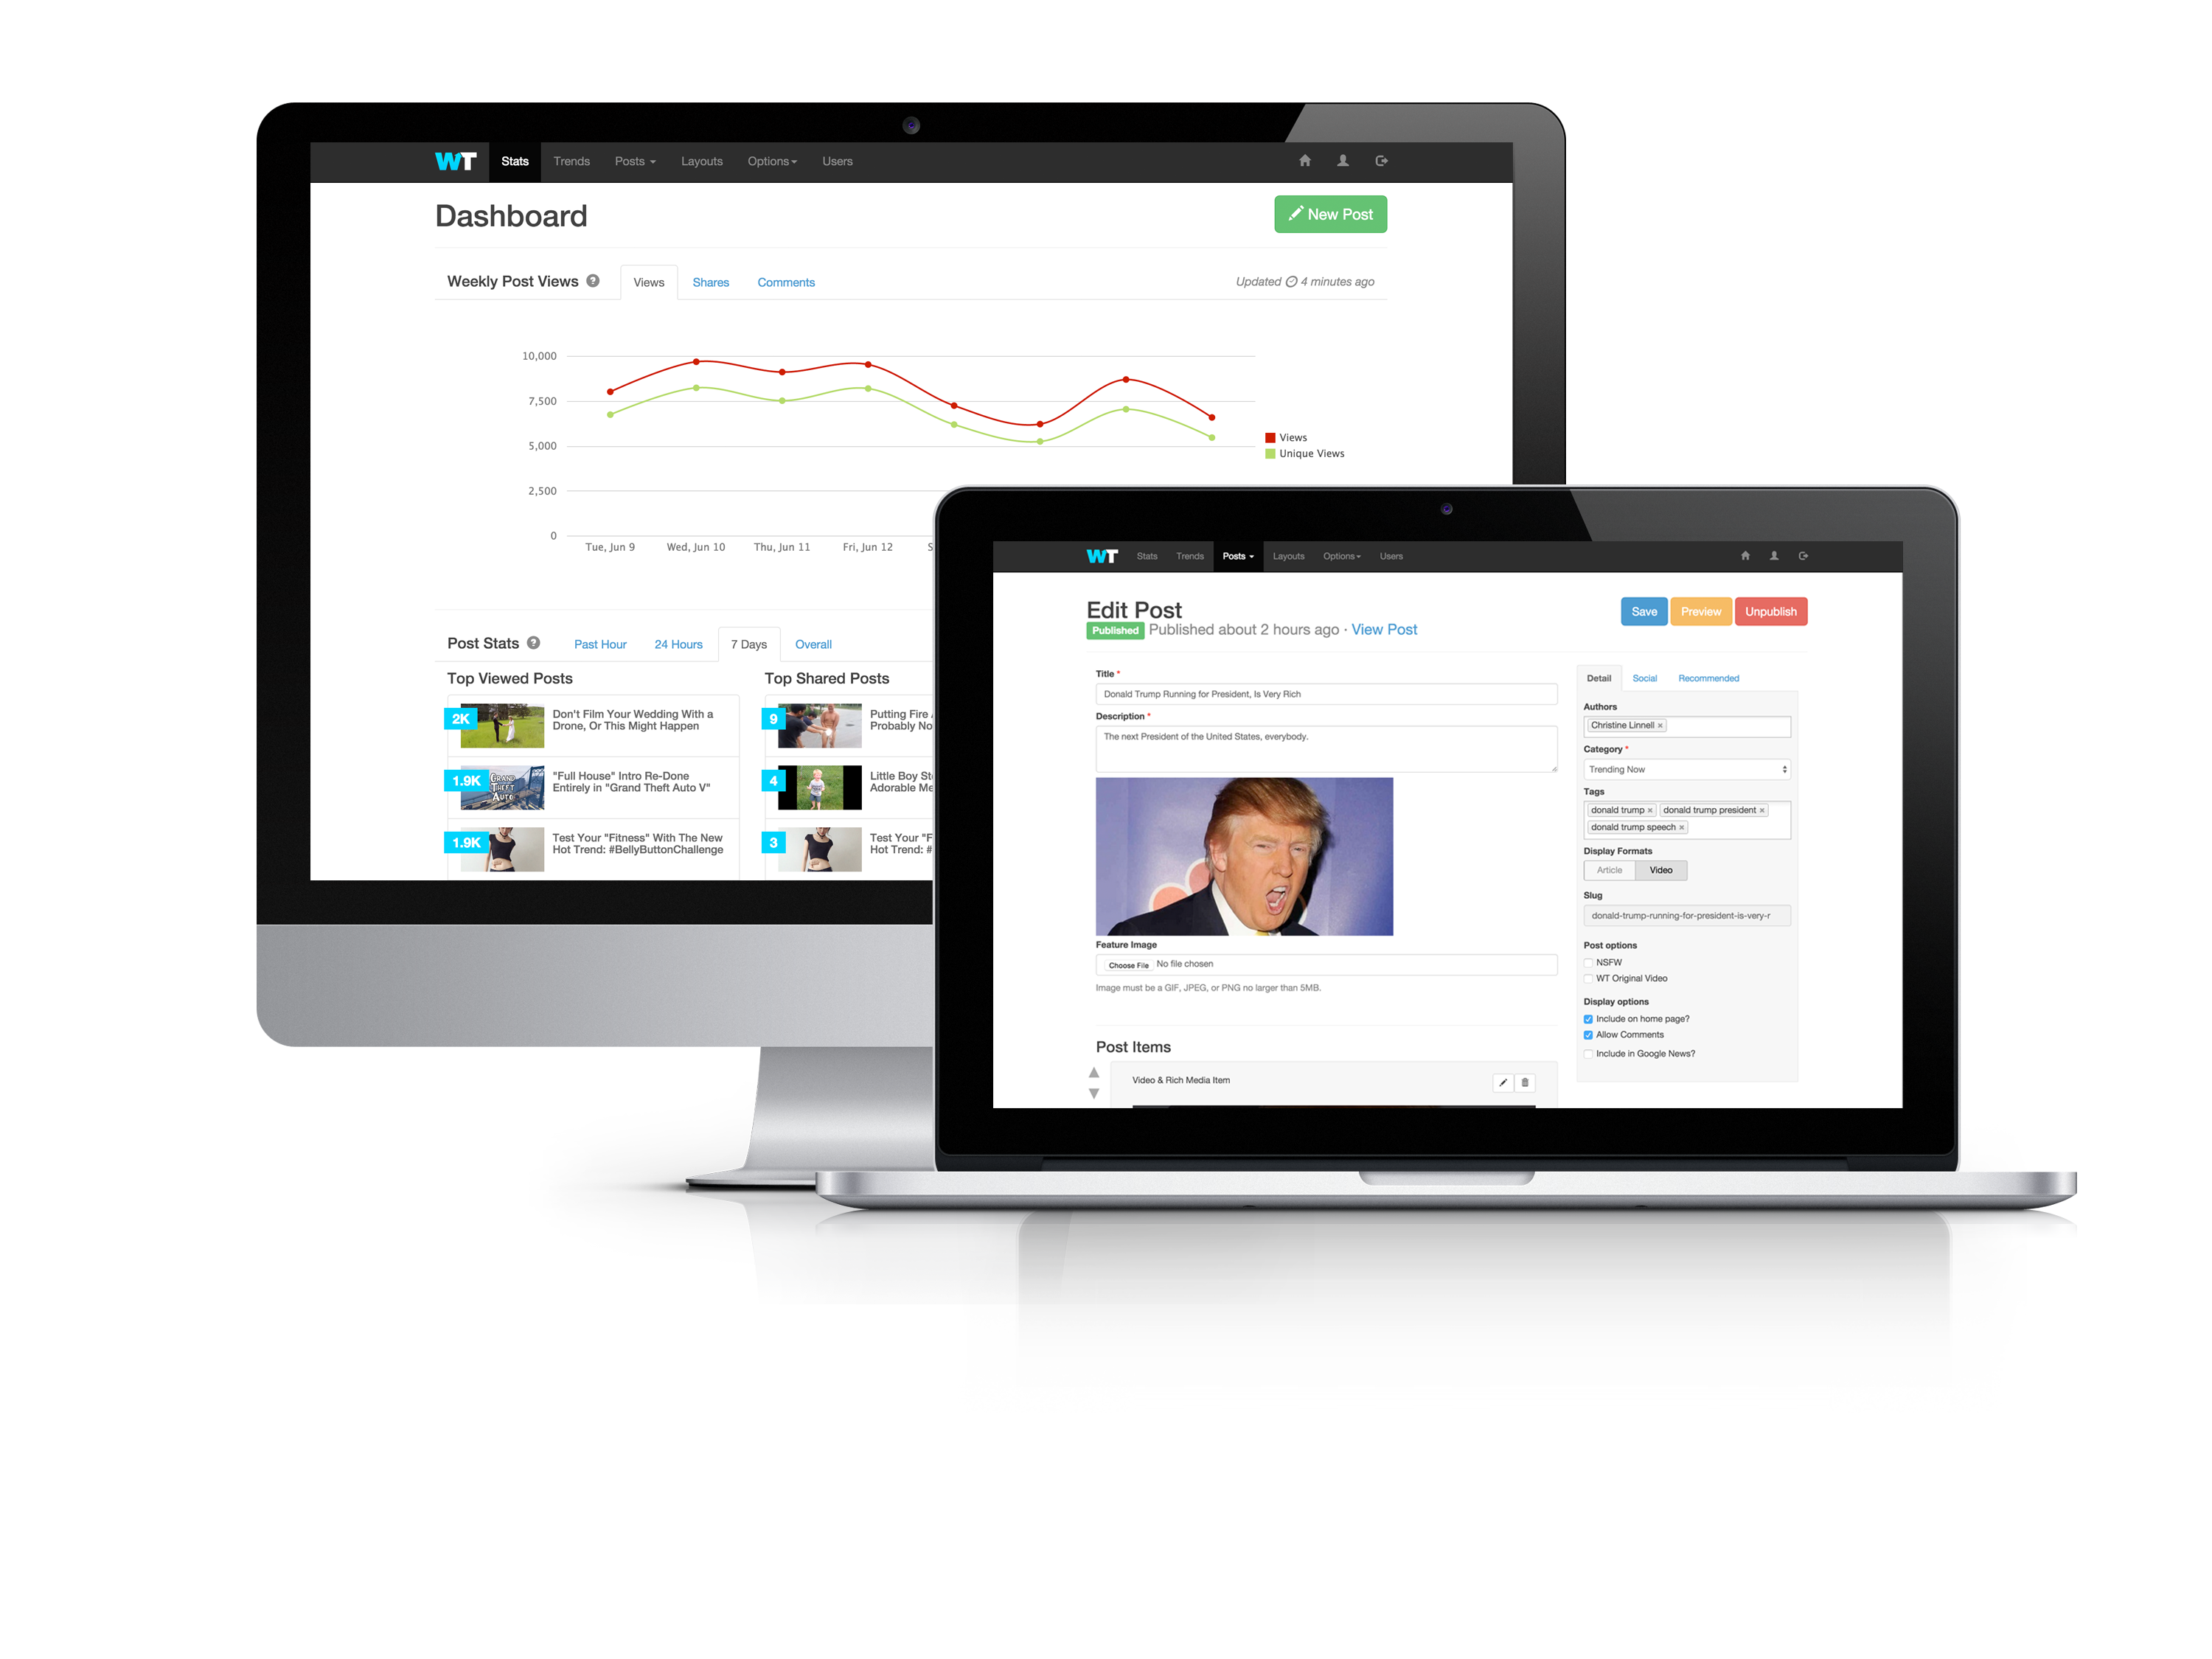 WT Stats Trends Posts Layouts Options Users
Dashboard
New Post
Weekly Post Views ? Views Shares Comments
Updated 4 minutes ago
10,000
7,500
5,000
2,500
0
Views
Unique Views
Tue, Jun 9 Wed, Jun 10 Thu, Jun 11 Fri, Jun 12 S
Post Stats ? Past Hour 24 Hours 7 Days Overall
Top Viewed Posts
2K
Don't Film Your Wedding With a
Drone, Or This Might Happen
1.9K
GRAND
THEFT
AUTO
"Full House" Intro Re-Done
Entirely in "Grand Theft Auto V"
1.9K
Test Your "Fitness" With The New
Hot Trend: #BellyButtonChallenge
Top Shared Posts
9
Putting Fire
Probably No
4
Little Boy St
Adorable Me
3
Test Your "F
Hot Trend: #
WT Stats Trends Posts Layouts Options Users
Edit Post
Published Published about 2 hours ago · View Post
Save Preview Unpublish
Title *
Donald Trump Running for President, Is Very Rich
Description *
The next President of the United States, everybody.
Feature Image
Choose File No file chosen
Image must be a GIF, JPEG, or PNG no larger than 5MB.
Post Items
Video & Rich Media Item
Detail Social Recommended
Authors
Christine Linnell ×
Category *
Trending Now
Tags
donald trump × donald trump president ×
donald trump speech ×
Display Formats
Article Video
Slug
donald-trump-running-for-president-is-very-r
Post options
NSFW
WT Original Video
Display options
Include on home page?
Allow Comments
Include in Google News?